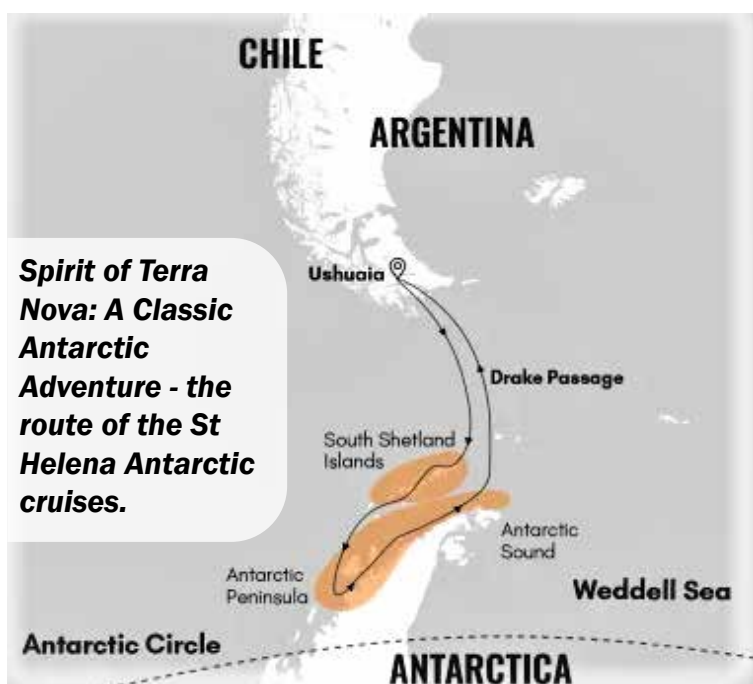 CHILE
ARGENTINA
Spirit of Terra
Nova: A Classic
Antarctic
Adventure - the
route of the St
Helena Antarctic
cruises.
Ushuaia
Drake Passage
South Shetland
Islands
Antarctic
Sound
Antarctic
Peninsula
Weddell Sea
Antarctic Circle
ANTARCTICA